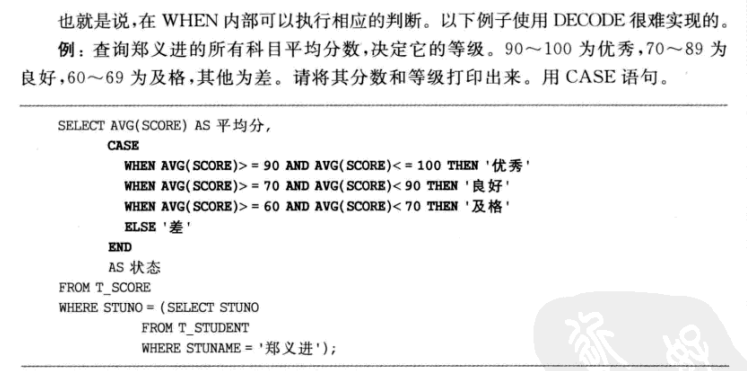 也就是说,在 WHEN 内部可以执行相应的判断。以下例子使用 DECODE 很难实现的。
例：查询郑义进的所有科目平均分数,决定它的等级。90～100 为优秀,70～89 为
良好,60～69 为及格,其他为差。请将其分数和等级打印出来。用 CASE 语句。
SELECT AVG(SCORE) AS 平均分,
CASE
WHEN AVG(SCORE)>= 90 AND AVG(SCORE)<= 100 THEN '优秀'
WHEN AVG(SCORE)>= 70 AND AVG(SCORE)< 90 THEN '良好'
WHEN AVG(SCORE)>= 60 AND AVG(SCORE)< 70 THEN '及格'
ELSE '差'
END
AS 状态
FROM T_SCORE
WHERE STUNO = (SELECT STUNO
FROM T_STUDENT
WHERE STUNAME = '郑义进');